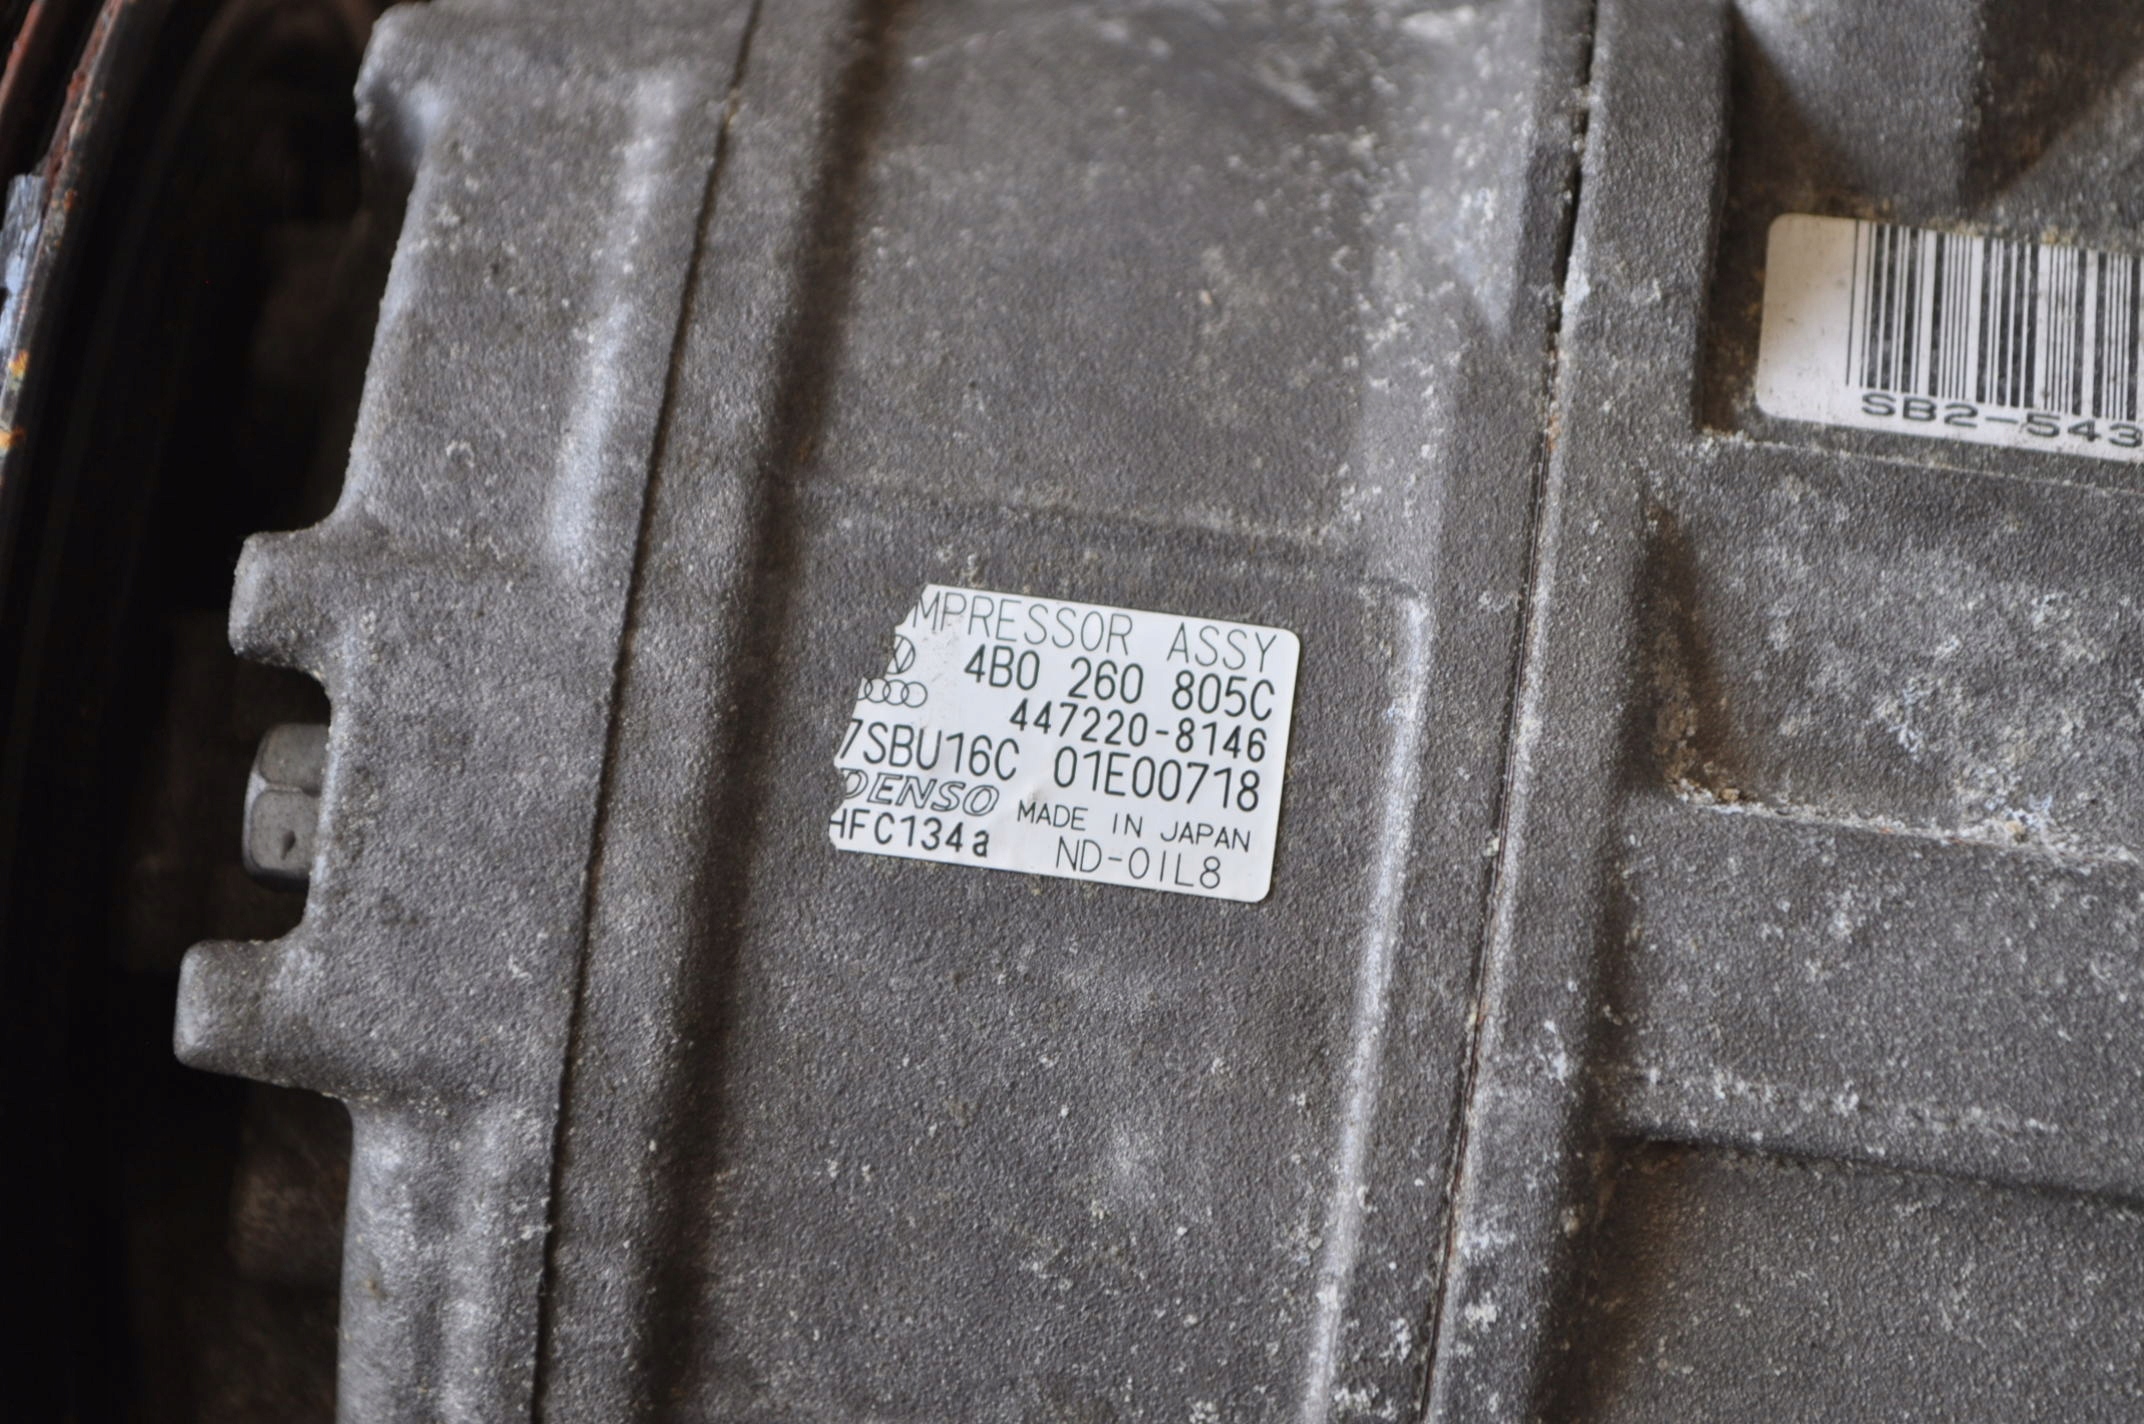 MPRESSOR ASSY
4B0 260 805C
447220-8146
7SBU16C 01E00718
DENSO MADE IN JAPAN
HFC134a ND-OIL8
SB2-543